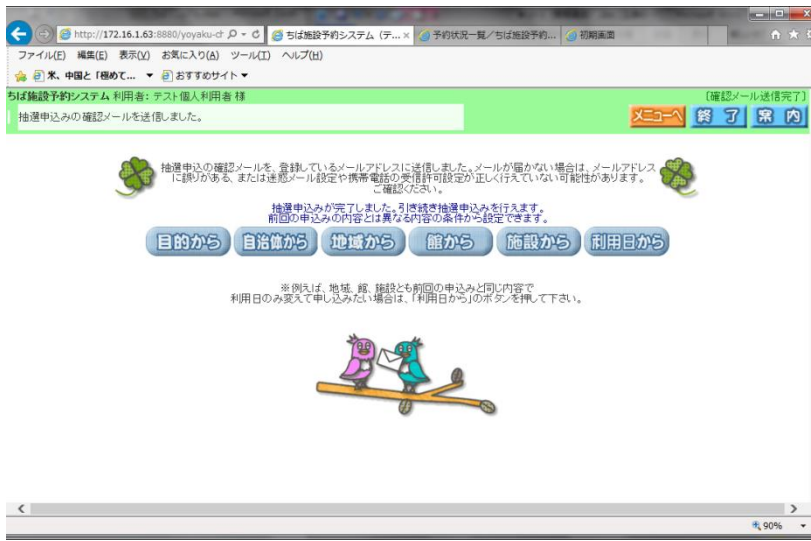 http://172.16.1.63:8880/yoyaku-ch
ちば施設予約システム (テ...
予約状況一覧/ちば施設予約...
初期画面
ファイル(F) 編集(E) 表示(V) お気に入り(A) ツール(T) ヘルプ(H)
米、中国と「極めて...
おすすめサイト
ちば施設予約システム 利用者: テスト個人利用者 様
[確認メール送信完了]
抽選申込みの確認メールを送信しました。
メニューへ 終了 案内
抽選申込の確認メールを、登録しているメールアドレスに送信しました。メールが届かない場合は、メールアドレス
に誤りがある、または迷惑メール設定や携帯電話の受信許可設定が正しく行えていない可能性があります。
ご確認ください。
抽選申込みが完了しました。引き続き抽選申込みを行えます。
前回の申込みの内容とは異なる内容の条件から設定できます。
目的から 自治体から 地域から 館から 施設から 利用日から
※例えば、地域、館、施設とも前回の申込みと同じ内容で
利用日のみ変えて申し込みたい場合は、「利用日から」のボタンを押して下さい。
90%